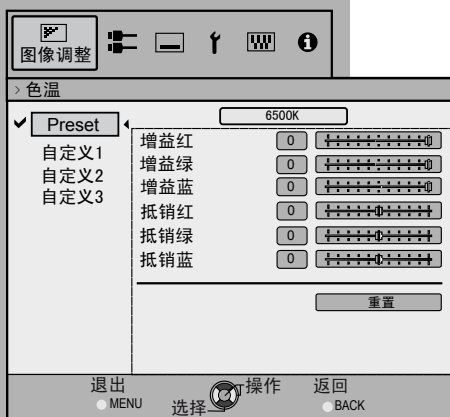 图像调整
>色温
Preset
自定义1
自定义2
自定义3
6500K
增益红 0
增益绿 0
增益蓝 0
抵销红 0
抵销绿 0
抵销蓝 0
重置
退出
MENU
选择
操作
返回
BACK